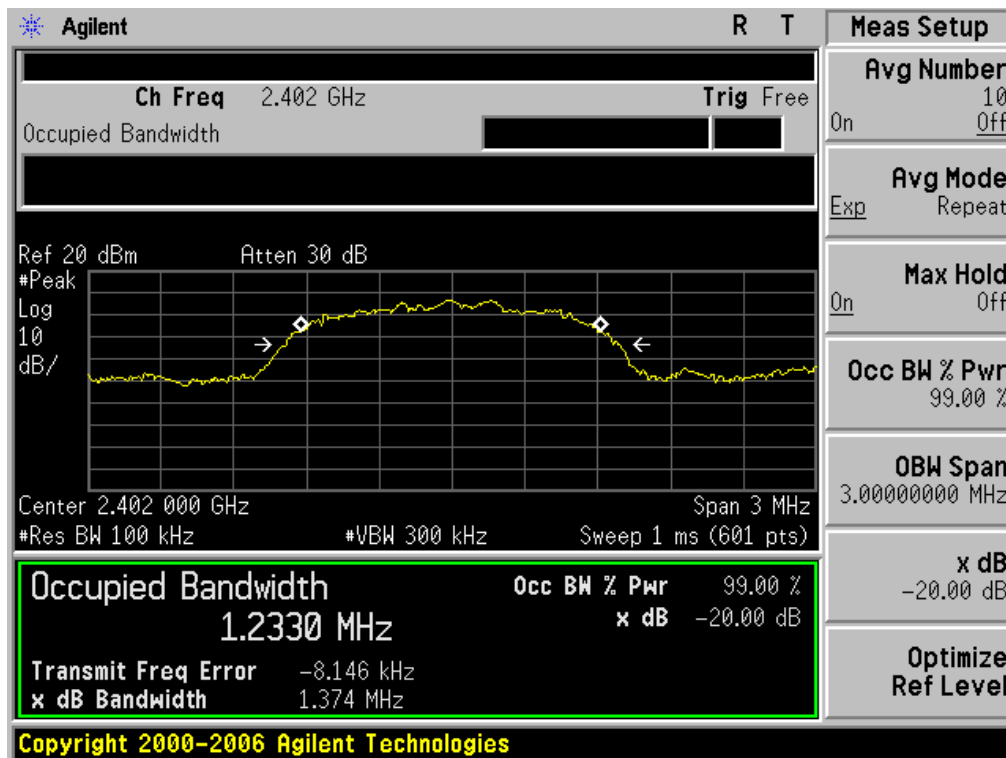 Agilent R T
Ch Freq 2.402 GHz Trig Free
Occupied Bandwidth
Ref 20 dBm Atten 30 dB
#Peak
Log
10
dB/
Center 2.402 000 GHz Span 3 MHz
#Res BW 100 kHz #VBW 300 kHz Sweep 1 ms (601 pts)
Occupied Bandwidth Occ BW % Pwr 99.00 %
1.2330 MHz x dB -20.00 dB
Transmit Freq Error -8.146 kHz
x dB Bandwidth 1.374 MHz
Copyright 2000-2006 Agilent Technologies
Meas Setup
Avg Number
10
On Off
Avg Mode
Exp Repeat
Max Hold
On Off
Occ BW % Pwr
99.00 %
OBW Span
3.00000000 MHz
x dB
-20.00 dB
Optimize
Ref Level